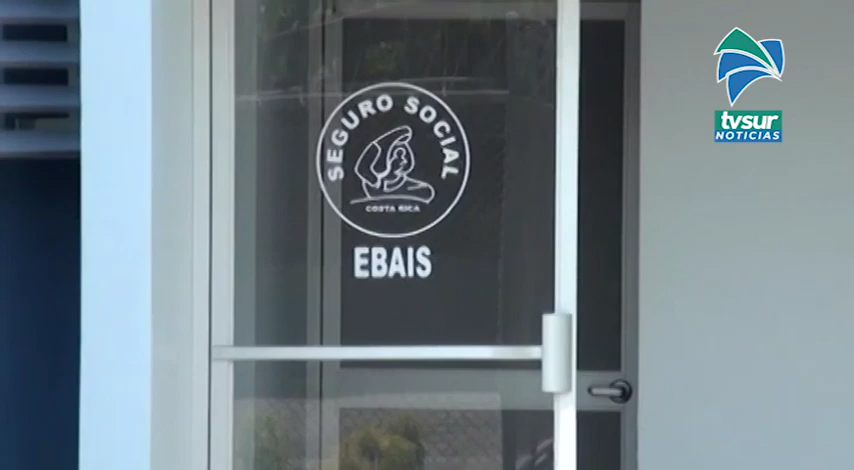 SEGURO SOCIAL
COSTA RICA
EBAIS
tvsur
NOTICIAS